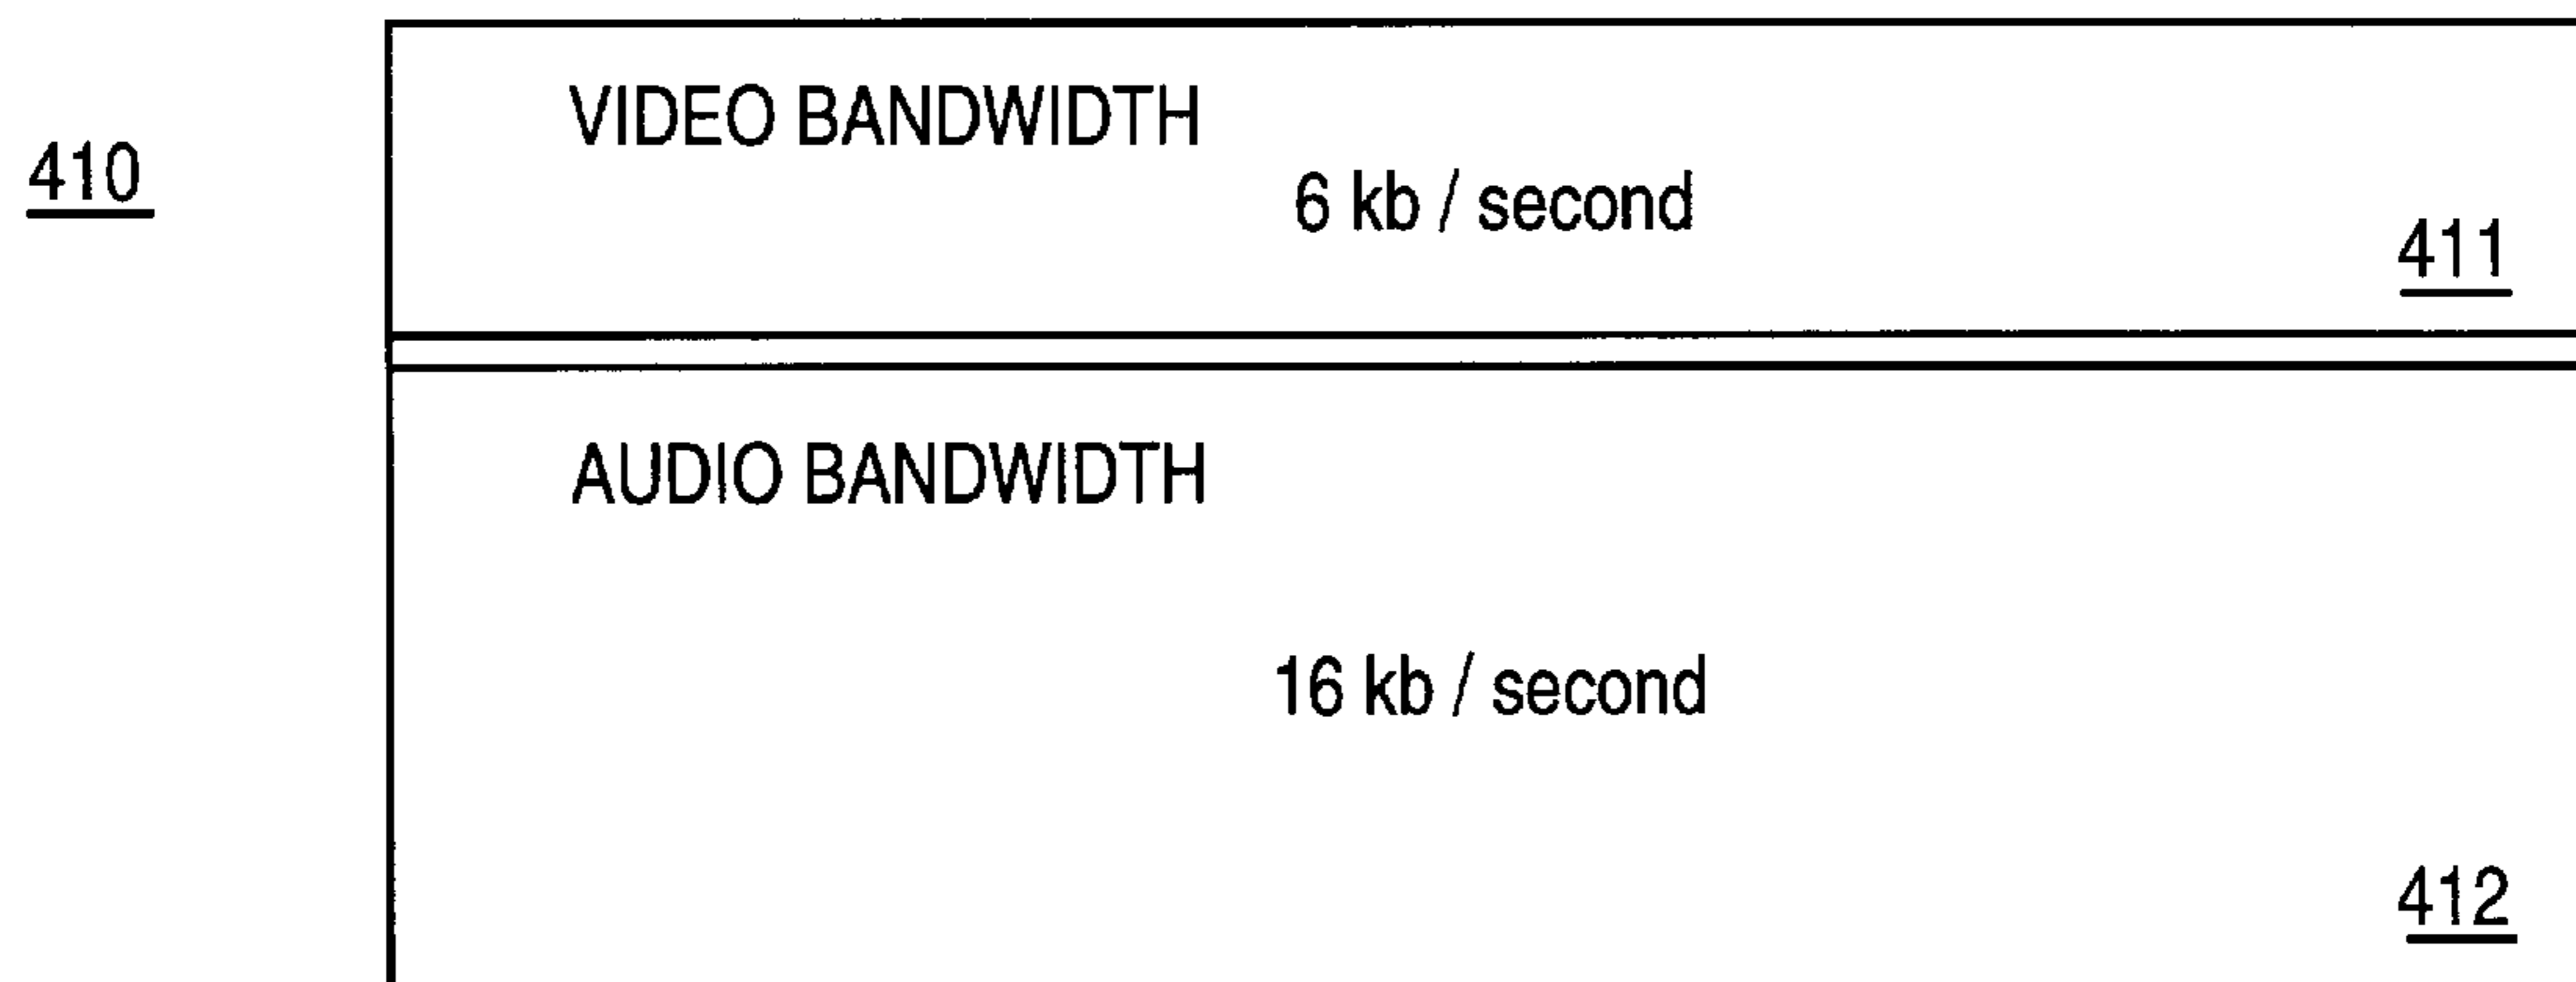 VIDEO BANDWIDTH
410
6 kb / second
411
AUDIO BANDWIDTH
16 kb / second
412